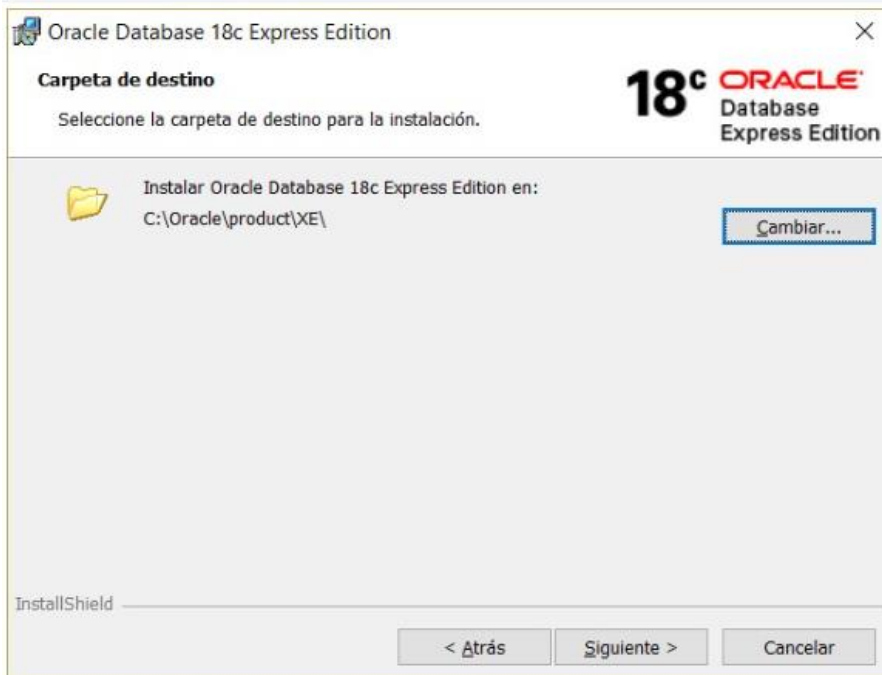 Oracle Database 18c Express Edition
Carpeta de destino
Seleccione la carpeta de destino para la instalación.
18c ORACLE
Database
Express Edition
Instalar Oracle Database 18c Express Edition en:
C:\Oracle\product\XE\
Cambiar...
InstallShield
< Atrás
Siguiente >
Cancelar